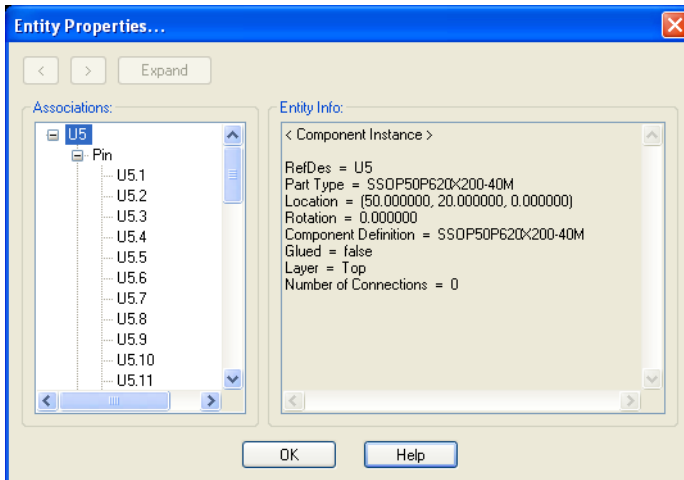 Entity Properties...
< > Expand
Associations:
U5
Pin
U5.1
U5.2
U5.3
U5.4
U5.5
U5.6
U5.7
U5.8
U5.9
U5.10
U5.11
Entity Info:
< Component Instance >
RefDes = U5
Part Type = SSOP50P620X200-40M
Location = (50.000000, 20.000000, 0.000000)
Rotation = 0.000000
Component Definition = SSOP50P620X200-40M
Glued = false
Layer = Top
Number of Connections = 0
OK Help